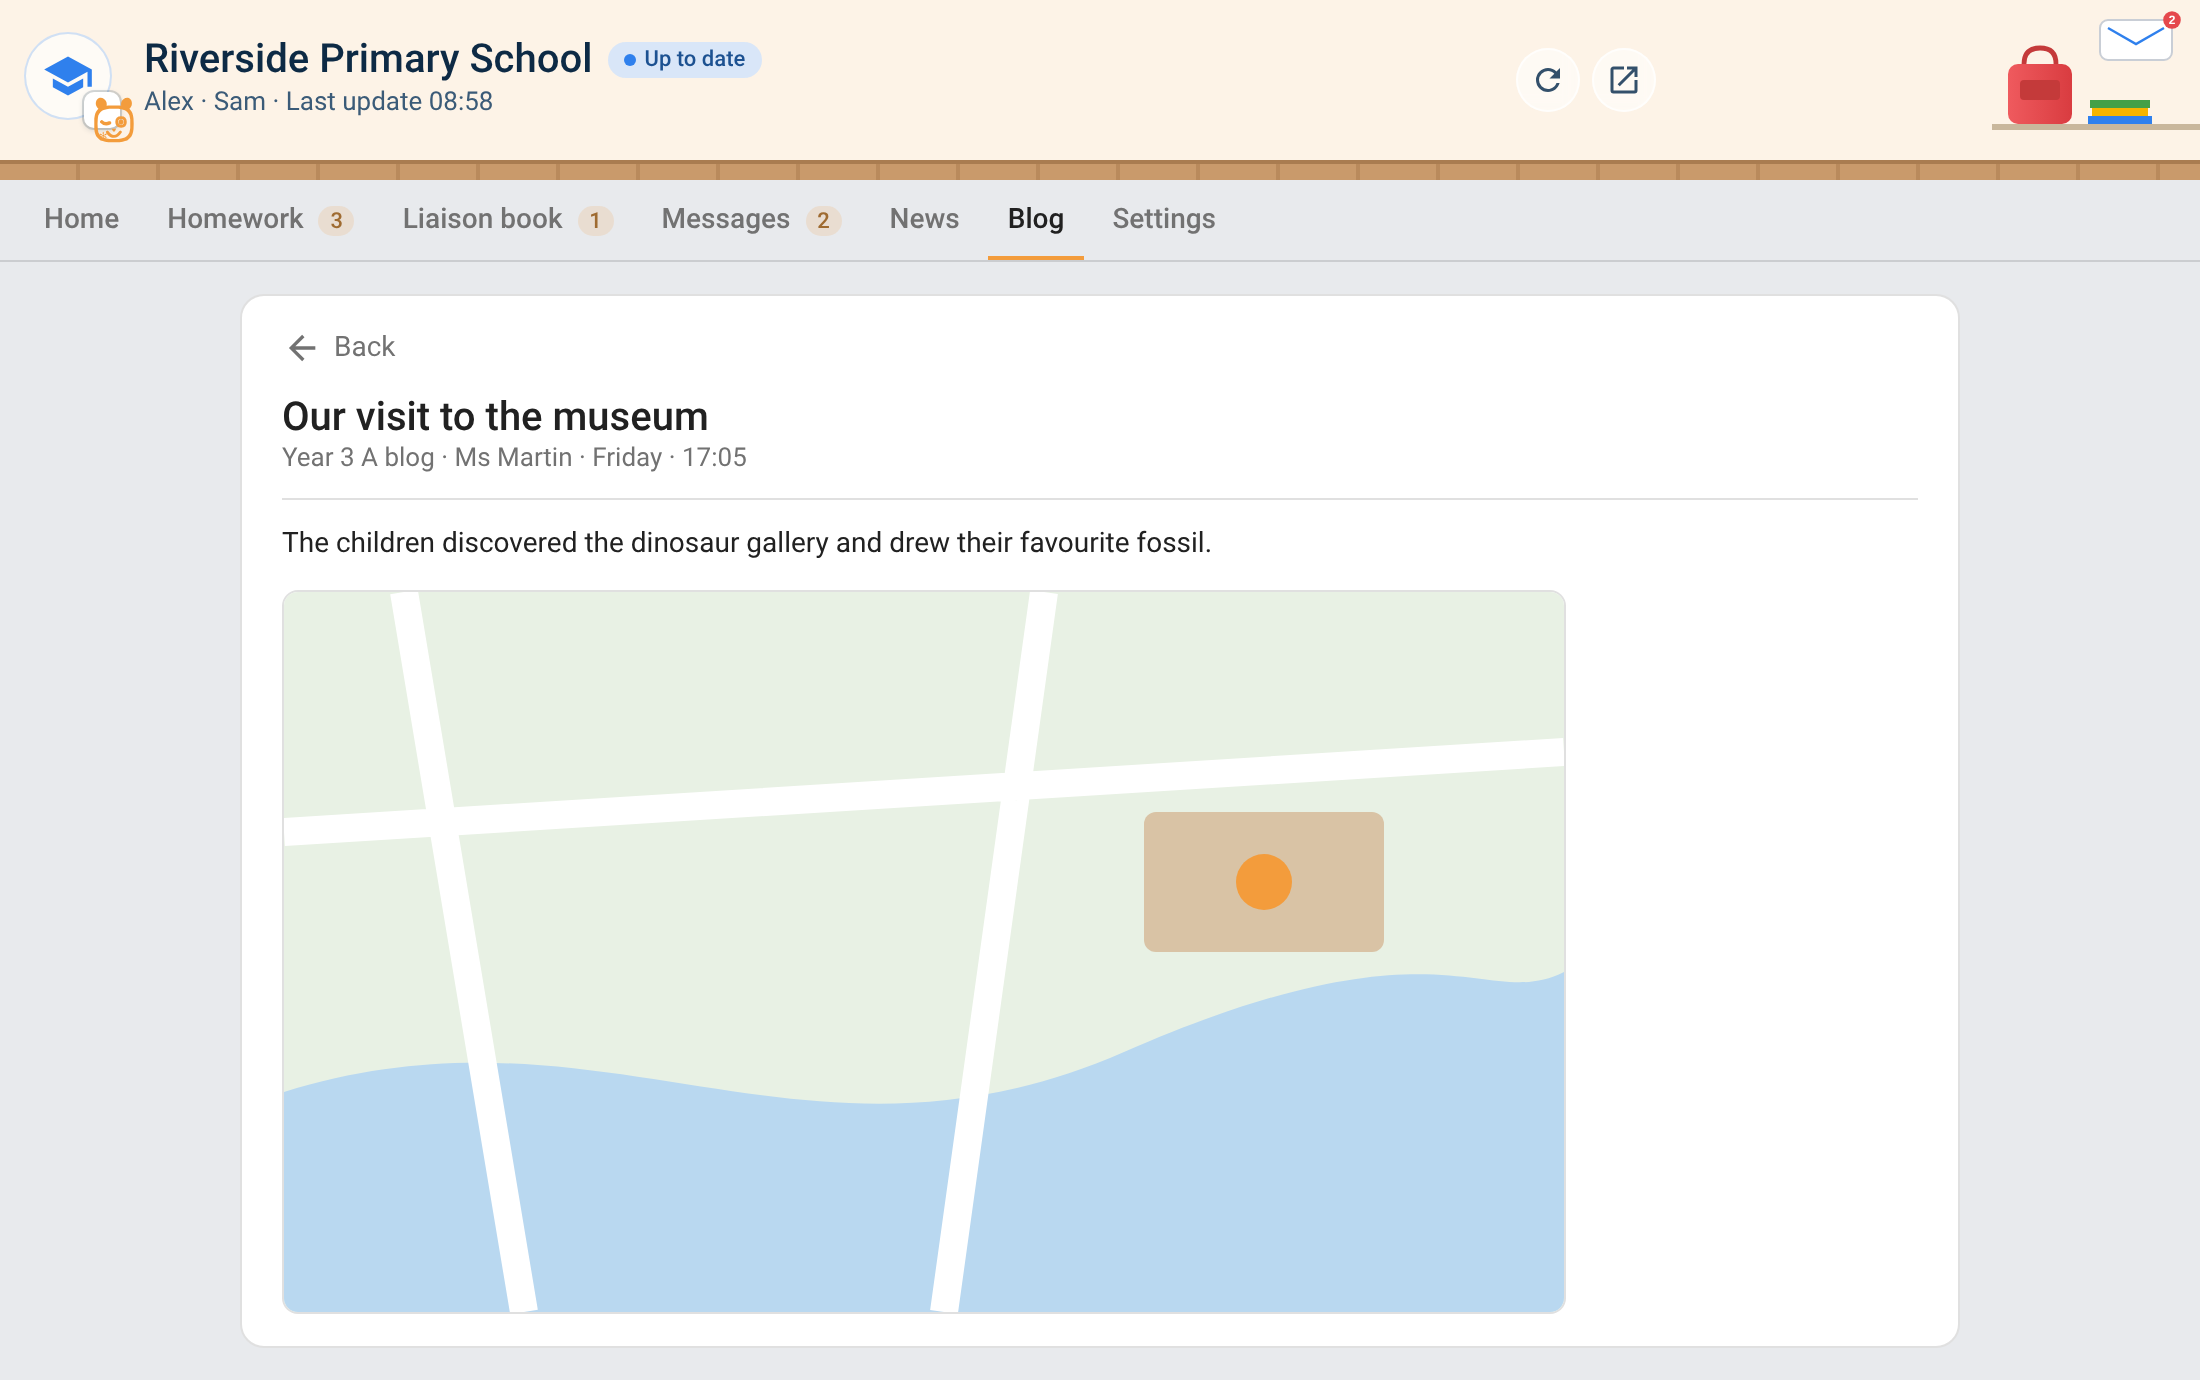 Riverside Primary School
Up to date
Alex · Sam · Last update 08:58
2
Home
Homework 3
Liaison book 1
Messages 2
News
Blog
Settings
Back
Our visit to the museum
Year 3 A blog · Ms Martin · Friday · 17:05
The children discovered the dinosaur gallery and drew their favourite fossil.